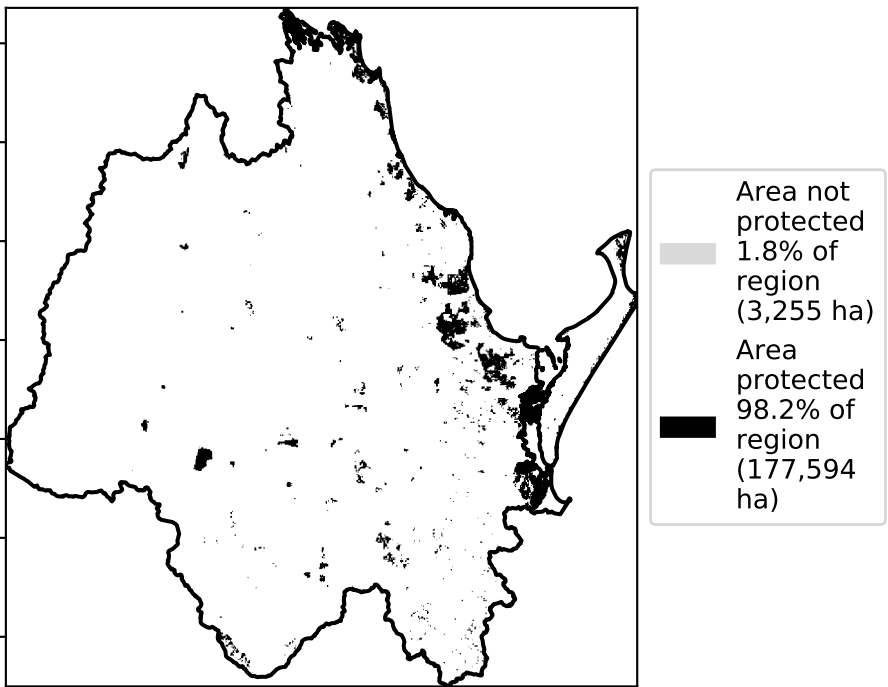 Area not
protected
1.8% of
region
(3,255 ha)
Area
protected
98.2% of
region
(177,594
ha)